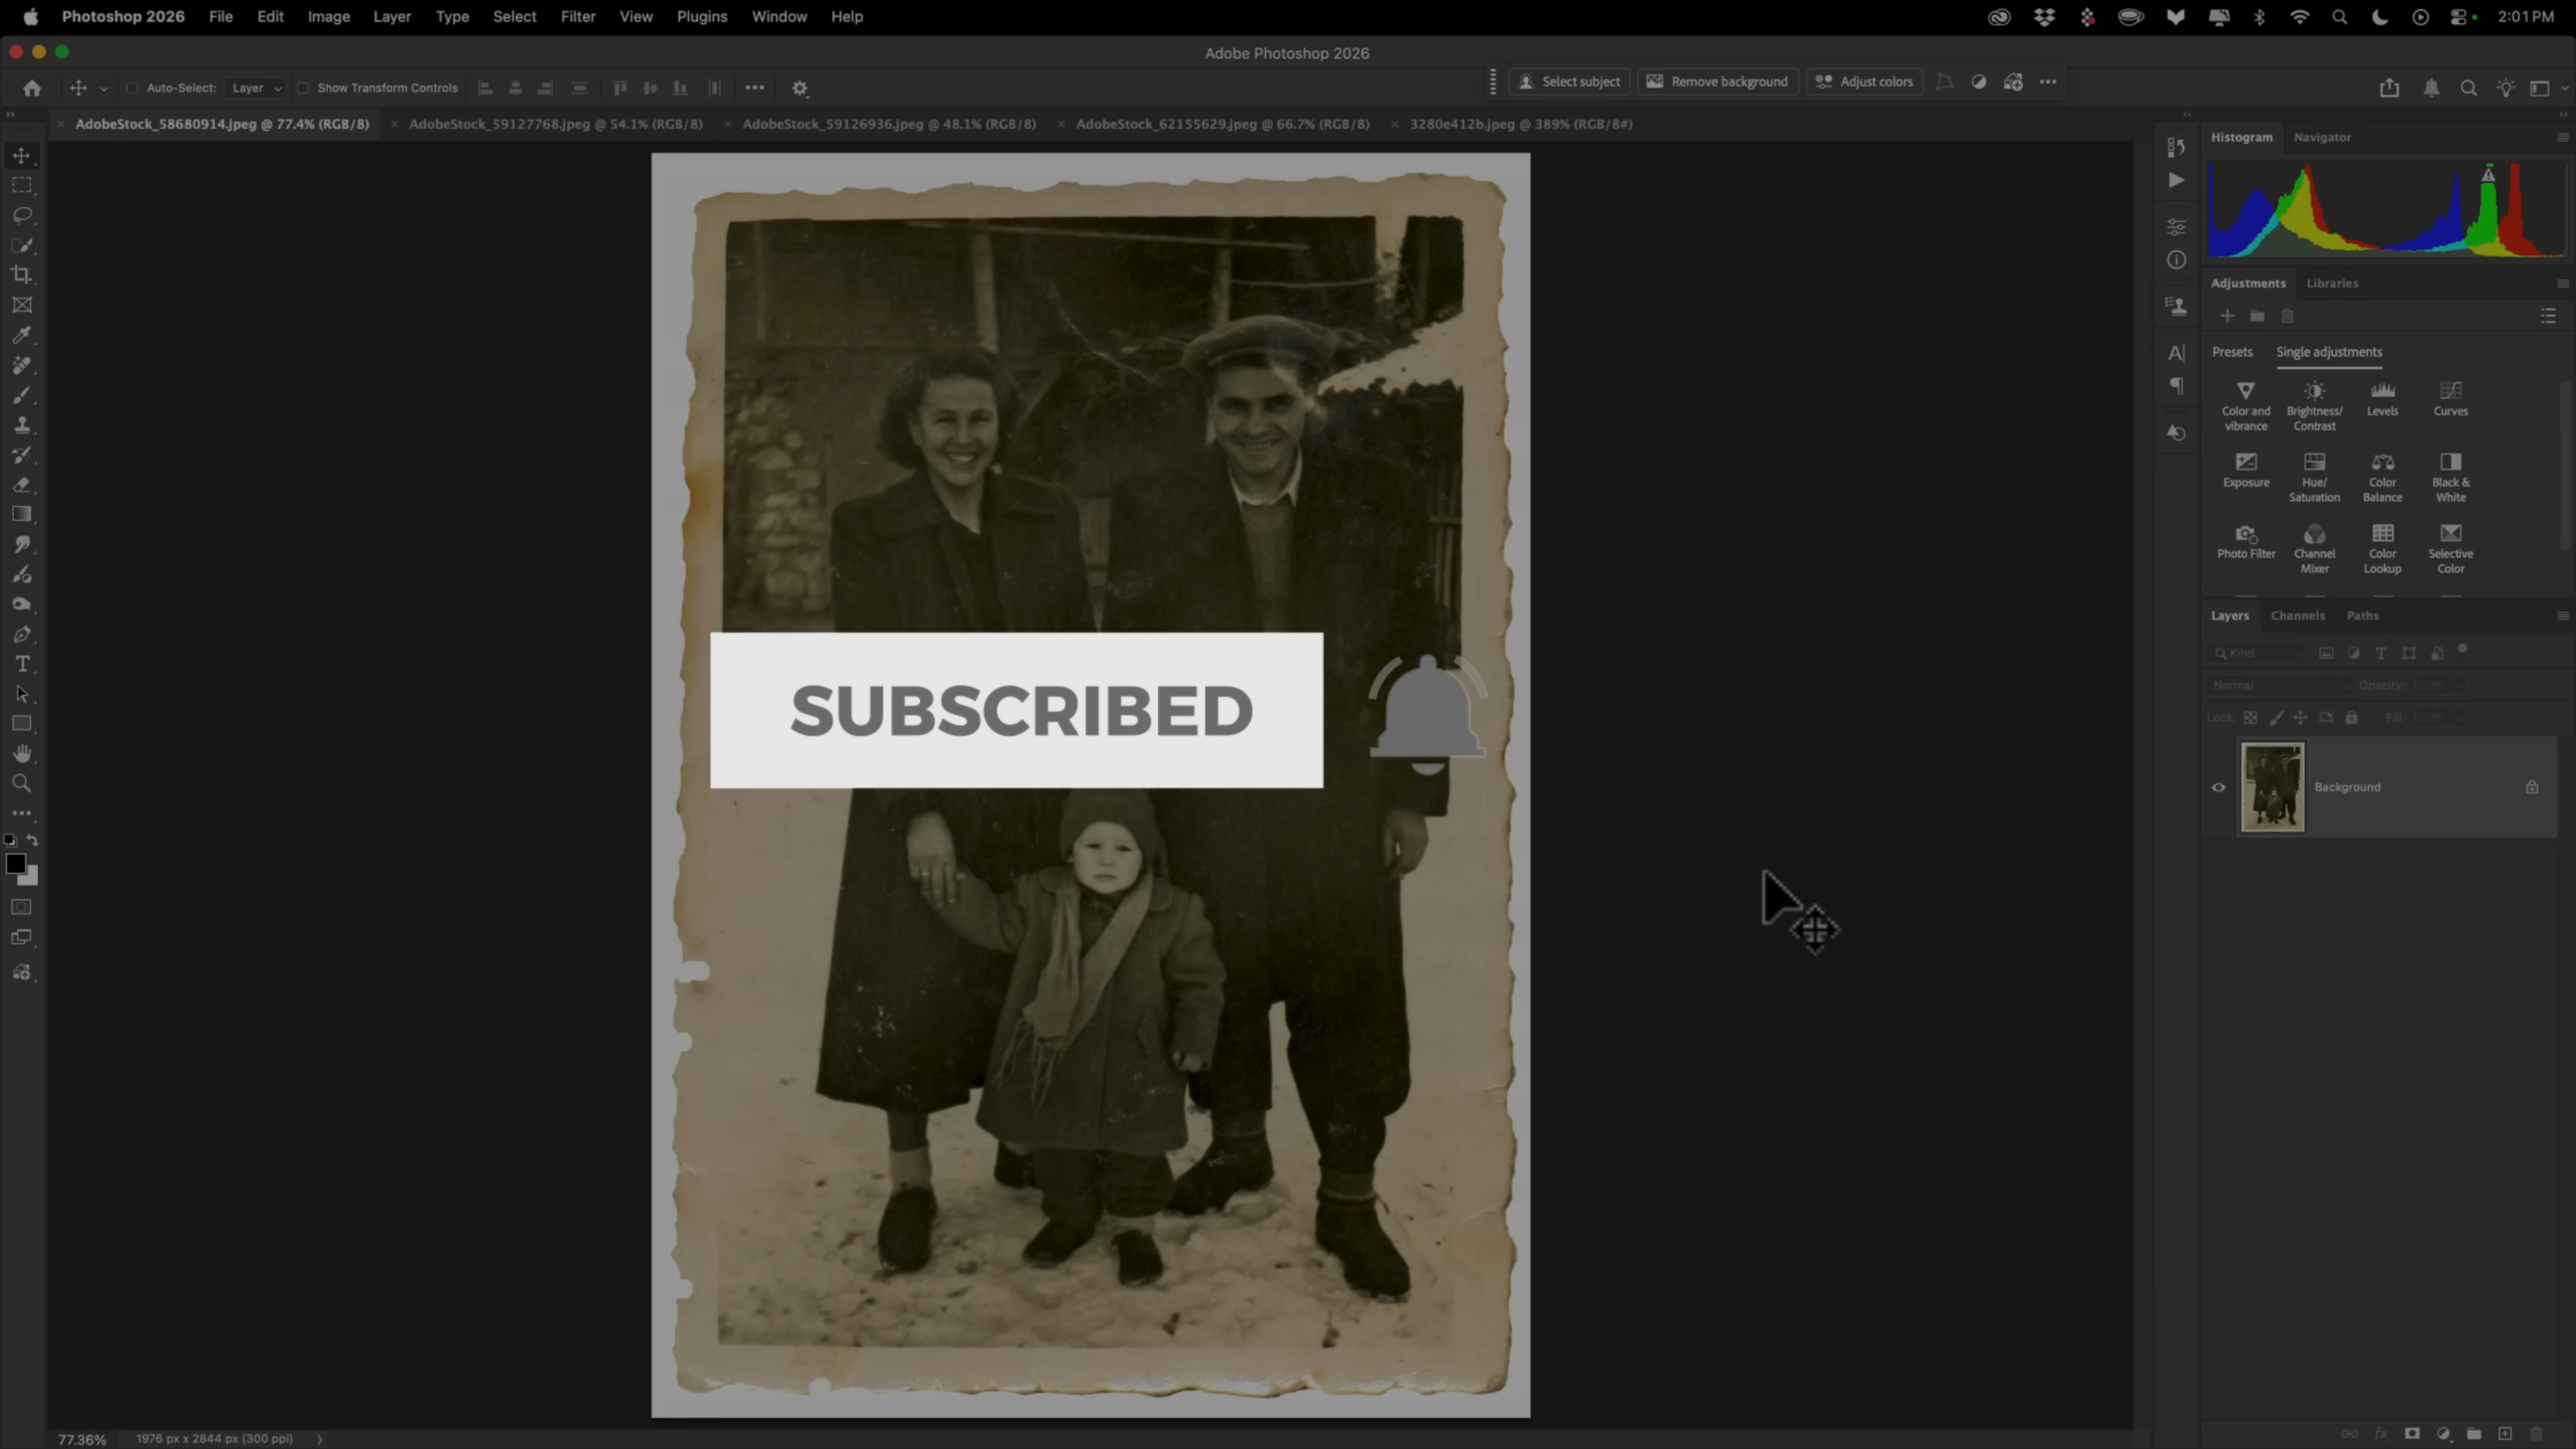 Photoshop 2026 File Edit Image Layer Type Select Filter View Plugins Window Help 2:01 PM
Adobe Photoshop 2026
Auto-Select: Layer Show Transform Controls Select subject Remove background Adjust colors
AdobeStock_58680914.jpeg @ 77.4% (RGB/8) AdobeStock_59127768.jpeg @ 54.1% (RGB/8) AdobeStock_59126936.jpeg @ 48.1% (RGB/8) AdobeStock_62155629.jpeg @ 66.7% (RGB/8) 3280e412b.jpeg @ 389% (RGB/8#)
Histogram Navigator
Adjustments Libraries
Presets Single adjustments
Color and vibrance Brightness/ Contrast Levels Curves
Exposure Hue/ Saturation Color Balance Black & White
Photo Filter Channel Mixer Color Lookup Selective Color
Layers Channels Paths
Kind
Normal Opacity: 100%
Lock: Fill: 100%
Background
SUBSCRIBED
77.36% 1976 px x 2844 px (300 ppi)